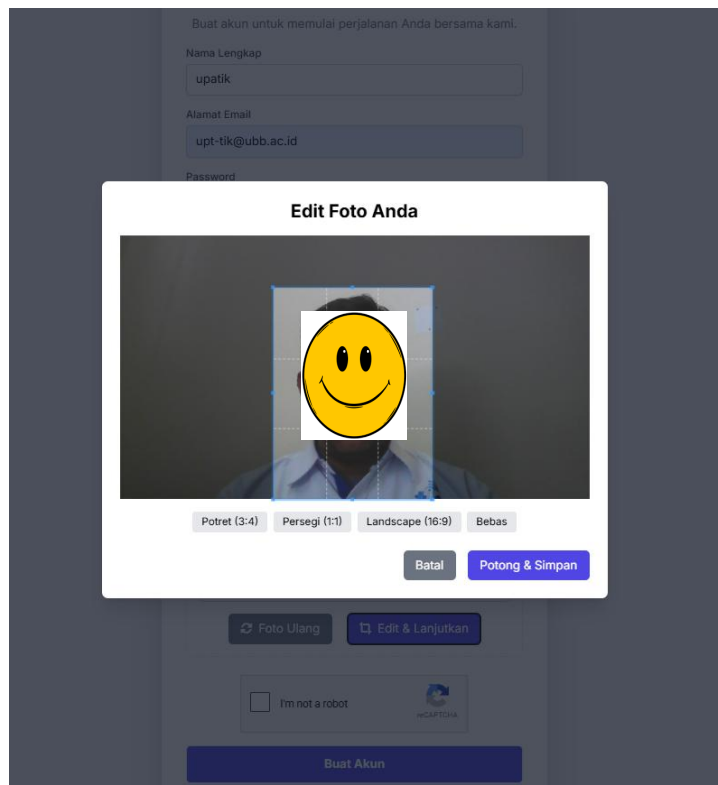 Buat akun untuk memulai perjalanan Anda bersama kami.
Nama Lengkap
upatik
Alamat Email
upt-tik@ubb.ac.id
Password
Edit Foto Anda
Potret (3:4) Persegi (1:1) Landscape (16:9) Bebas
Batal Potong & Simpan
Foto Ulang Edit & Lanjutkan
I'm not a robot
reCAPTCHA
Buat Akun